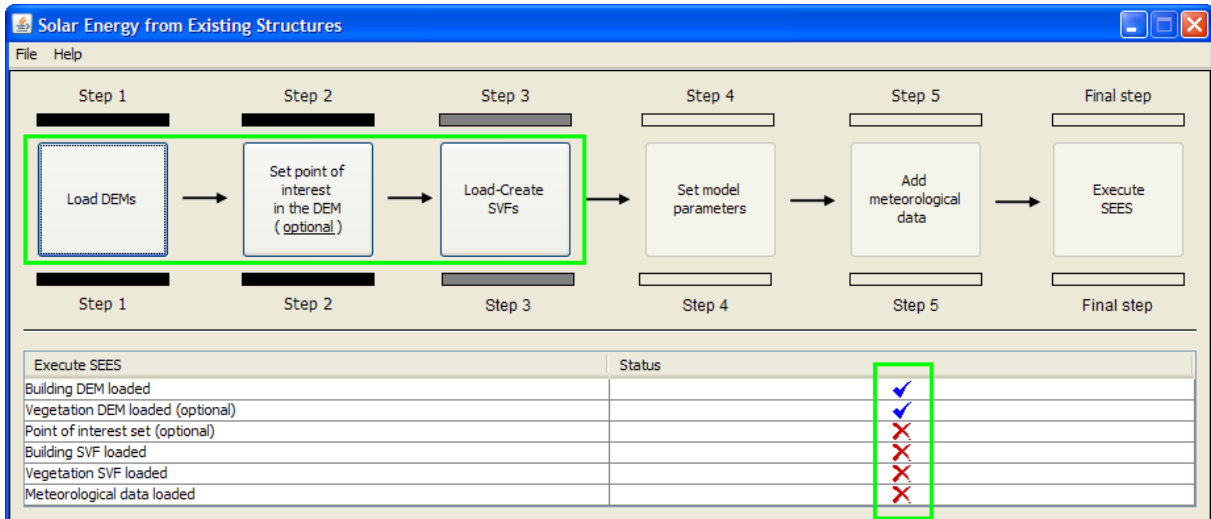 Solar Energy from Existing Structures
File Help
Step 1 Step 2 Step 3 Step 4 Step 5 Final step
Load DEMs
Set point of
interest
in the DEM
( optional )
Load-Create
SVFs
Set model
parameters
Add
meteorological
data
Execute
SEES
Step 1 Step 2 Step 3 Step 4 Step 5 Final step
Execute SEES Status
Building DEM loaded
Vegetation DEM loaded (optional)
Point of interest set (optional)
Building SVF loaded
Vegetation SVF loaded
Meteorological data loaded